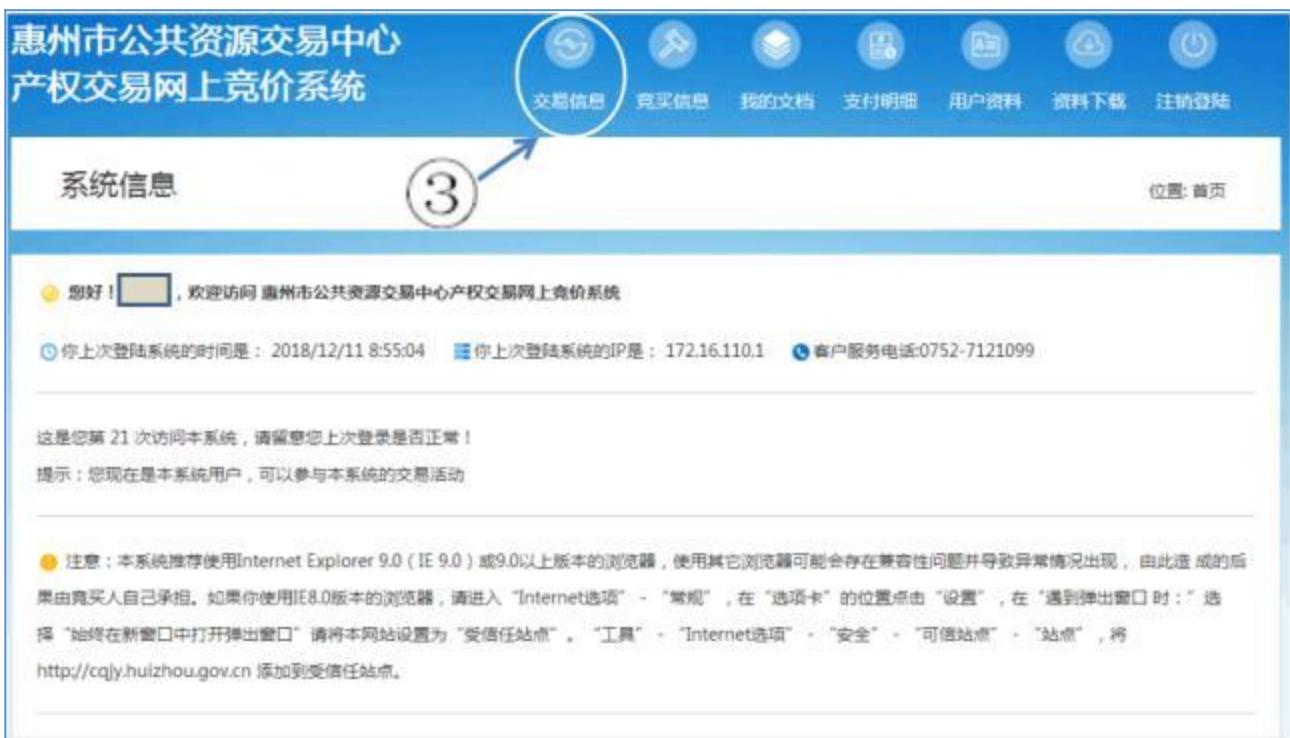 惠州市公共资源交易中心
产权交易网上竞价系统
交易信息 竞买信息 我的文档 支付明细 用户资料 资料下载 注销登陆
系统信息
③
位置: 首页
您好！ ，欢迎访问 惠州市公共资源交易中心产权交易网上竞价系统
你上次登陆系统的时间是： 2018/12/11 8:55:04 你上次登陆系统的IP是： 172.16.110.1 客户服务电话:0752-7121099
这是您第 21 次访问本系统，请留意您上次登录是否正常！
提示：您现在是本系统用户，可以参与本系统的交易活动
注意：本系统推荐使用Internet Explorer 9.0（IE 9.0）或9.0以上版本的浏览器，使用其它浏览器可能会存在兼容性问题并导致异常情况出现， 由此造 成的后
果由竞买人自己承担。如果你使用IE8.0版本的浏览器，请进入“Internet选项” - “常规” ，在“选项卡”的位置点击“设置”，在“遇到弹出窗口 时：”选
择“始终在新窗口中打开弹出窗口”请将本网站设置为“受信任站点”。“工具” - “Internet选项” - “安全” - “可信站点” - “站点”，将
http://cqjy.huizhou.gov.cn 添加到受信任站点。